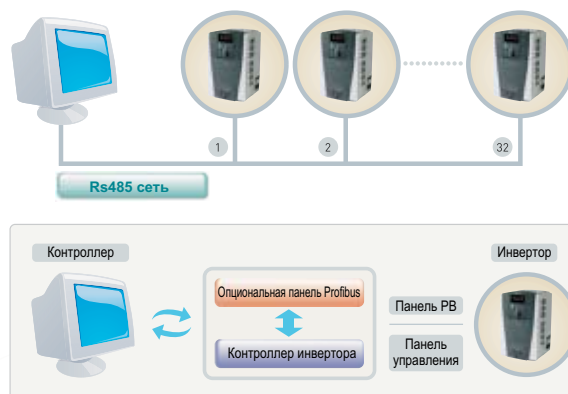 1
2
32
Rs485 сеть
Контроллер
Инвертор
Опциональная панель Profibus
Контроллер инвертора
Панель PB
Панель
управления